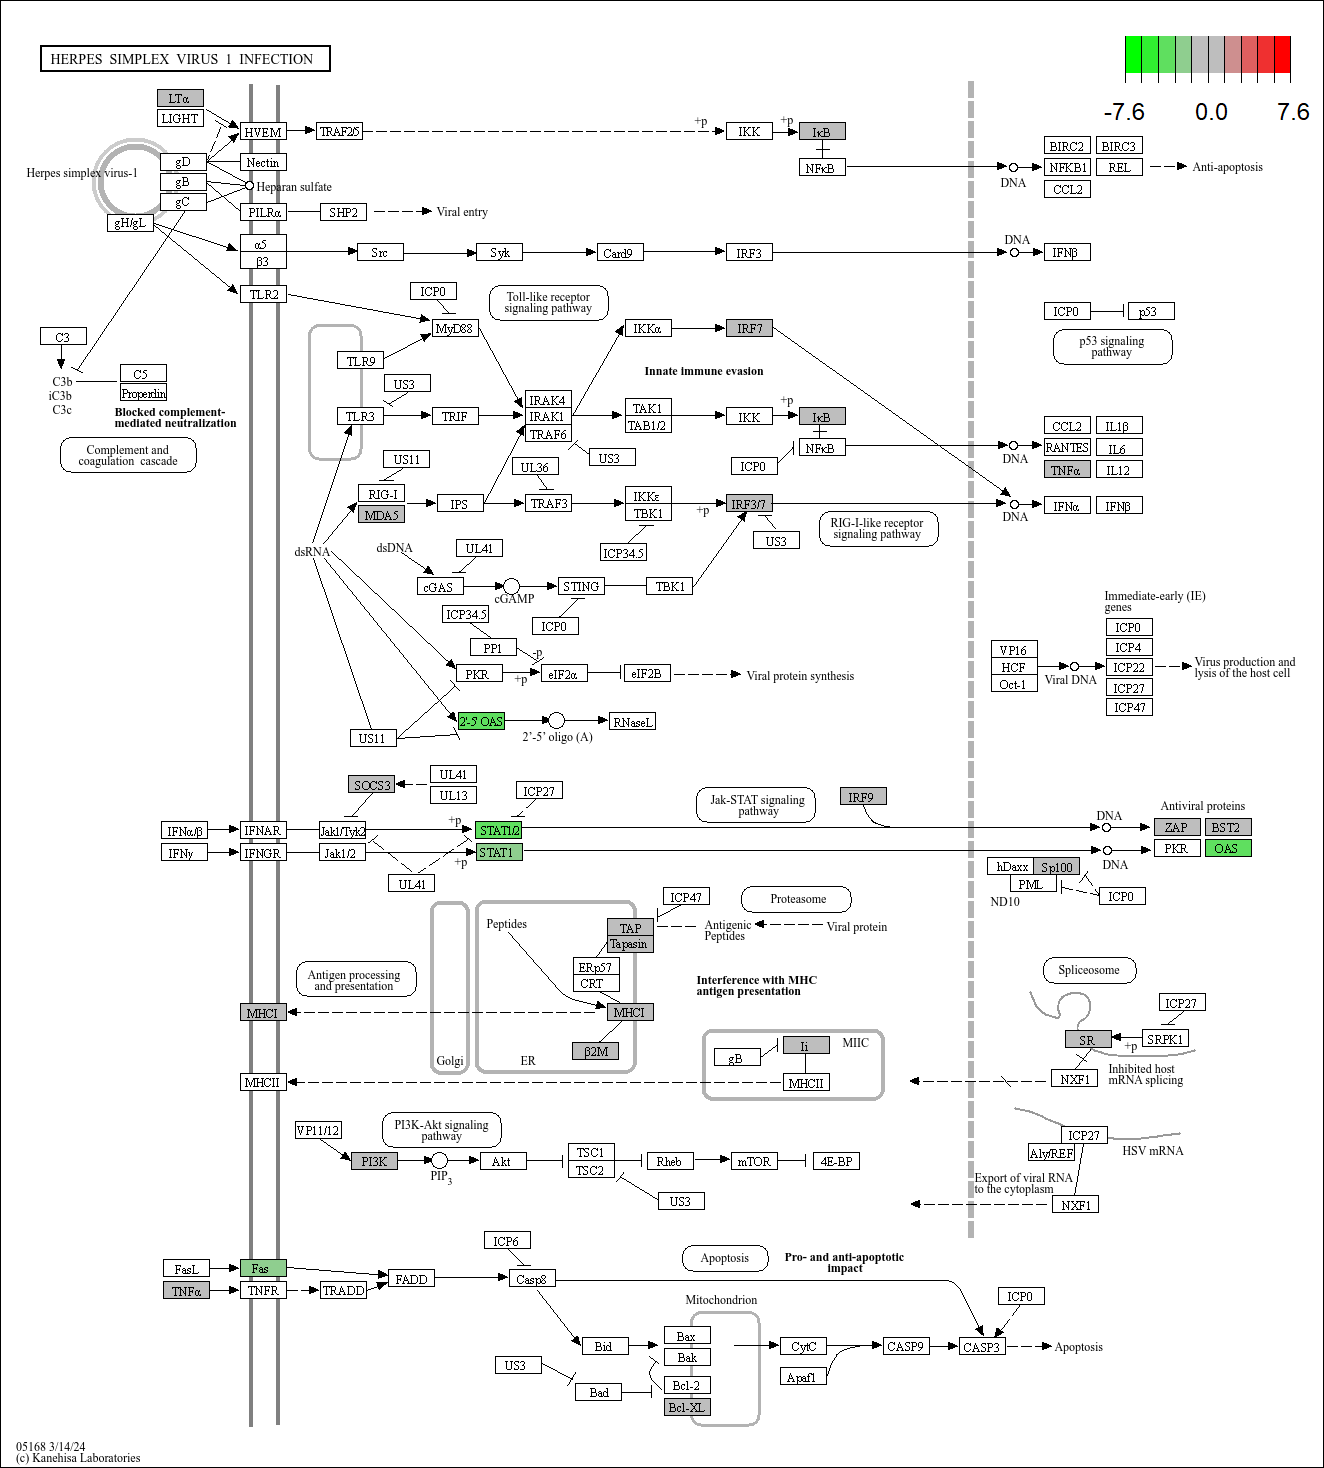 HERPES SIMPLEX VIRUS 1 INFECTION
-7.6 0.0 7.6
LTα
LIGHT
HVEM
TRAF2/5
+p
IKK
+p
IκB
NFκB
DNA
BIRC2 BIRC3
NFKB1 REL
CCL2
Anti-apoptosis
Herpes simplex virus-1
gD
gB
gC
gH/gL
Nectin
Heparan sulfate
PILRα
SHP2
Viral entry
α5
β3
Src
Syk
Card9
IRF3
DNA
IFNβ
TLR2
ICP0
Toll-like receptor
signaling pathway
MyD88
IKKα
IRF7
ICP0
p53
p53 signaling
pathway
C3
C3b
iC3b
C3c
C5
Properdin
Blocked complement-
mediated neutralization
Complement and
coagulation cascade
TLR9
US3
TLR3
TRIF
IRAK4
IRAK1
TRAF6
Innate immune evasion
TAK1
TAB1/2
IKK
+p
IκB
NFκB
ICP0
US3
DNA
CCL2 IL1β
RANTES IL6
TNFα IL12
US11
UL36
RIG-I
MDA5
IPS
TRAF3
IKKε
TBK1
+p
IRF3/7
US3
RIG-I-like receptor
signaling pathway
DNA
IFNα IFNβ
ICP34.5
dsRNA
dsDNA
UL41
cGAS
cGAMP
STING
TBK1
ICP34.5
ICP0
PP1
-p
PKR
+p
eIF2α
eIF2B
Viral protein synthesis
Immediate-early (IE)
genes
ICP0
ICP4
ICP22
ICP27
ICP47
VP16
HCF
Oct-1
Viral DNA
Virus production and
lysis of the host cell
2'-5' OAS
2'-5' oligo (A)
RNaseL
US11
SOCS3
UL41
UL13
ICP27
Jak-STAT signaling
pathway
IRF9
Antiviral proteins
IFNα/β
IFNAR
Jak1/Tyk2
+p
STAT1/2
DNA
ZAP BST2
IFNγ
IFNGR
Jak1/2
+p
STAT1
DNA
PKR OAS
UL41
hDaxx Sp100
PML
ND10
ICP0
Peptides
ICP47
Proteasome
TAP
Tapasin
Antigenic
Peptides
Viral protein
ERp57
CRT
Antigen processing
and presentation
Interference with MHC
antigen presentation
Spliceosome
MHCI
MHCI
β2M
Golgi
ER
gB
Ii
MIIC
MHCII
MHCII
ICP27
SR
+p
SRPK1
NXF1
Inhibited host
mRNA splicing
VP11/12
PI3K-Akt signaling
pathway
PI3K
PIP3
Akt
TSC1
TSC2
Rheb
mTOR
4E-BP
US3
ICP27
Aly/REF
HSV mRNA
Export of viral RNA
to the cytoplasm
NXF1
FasL
Fas
TNFα
TNFR
TRADD
FADD
ICP6
Casp8
Apoptosis
Pro- and anti-apoptotic
impact
Mitochondrion
ICP0
Bid
Bax
Bak
CytC
Apaf1
CASP9
CASP3
Apoptosis
US3
Bad
Bcl-2
Bcl-XL
05168 3/14/24
(c) Kanehisa Laboratories